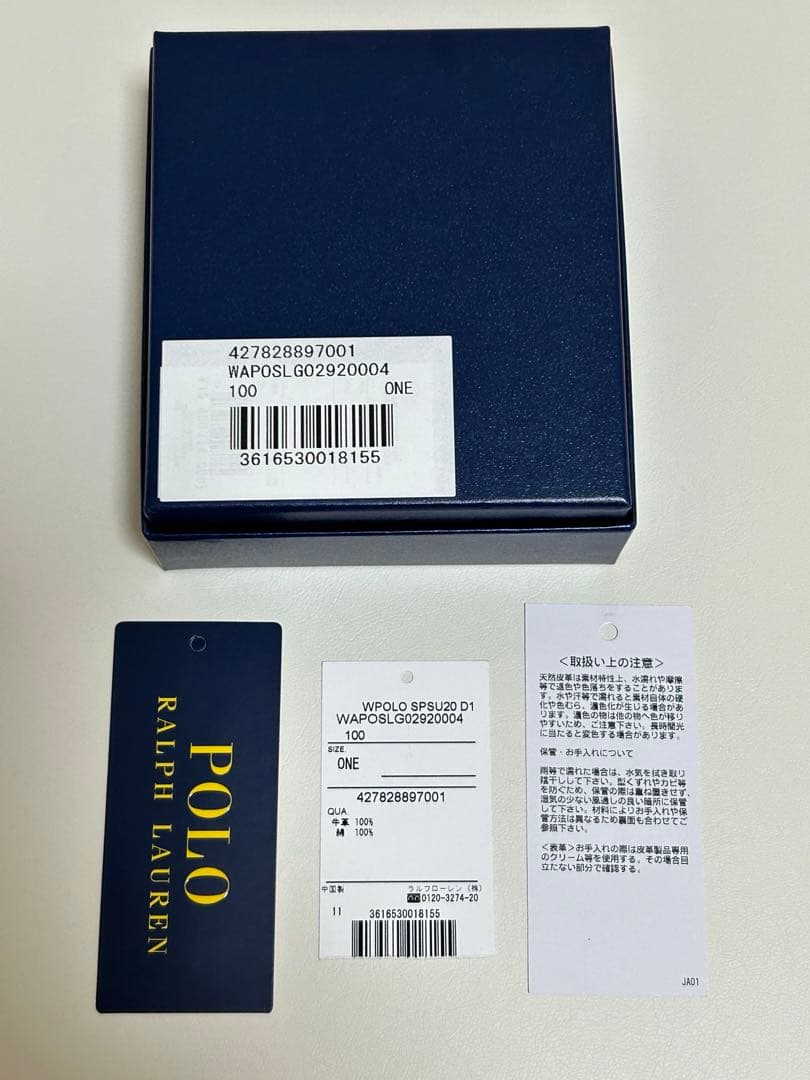 427828897001
WAPOSLG02920004
100 ONE
3616530018155
POLO
RALPH LAUREN
WPOLO SPSU20 D1
WAPOSLG02920004
100
SIZE.
ONE
427828897001
QUA.
牛革 100%
綿 100%
中国製 ラルフローレン(株)
0120-3274-20
11 3616530018155
<取扱い上の注意>
天然皮革は素材特性上、水濡れや摩擦
等で退色や色落ちをすることがありま
す。水や汗等で濡れると素材自体の硬
化や色むら、濃色化が生じる場合があ
ります。濃色の物は他の物へ色が移り
やすいため、ご注意下さい。長時間光
に当たると変色する場合があります。
保管・お手入れについて
雨等で濡れた場合は、水気を拭き取り
陰干しして下さい。型くずれやカビ等
を防ぐため、保管の際は重ね置きせず、
湿気の少ない風通しの良い暗所に保管
して下さい。材料によりお手入れや保
管方法は異なるため裏面も合わせてご
参照下さい。
<表革>お手入れの際は皮革製品専用
のクリーム等を使用する。その場合目
立たない部分で確認する。
JA01